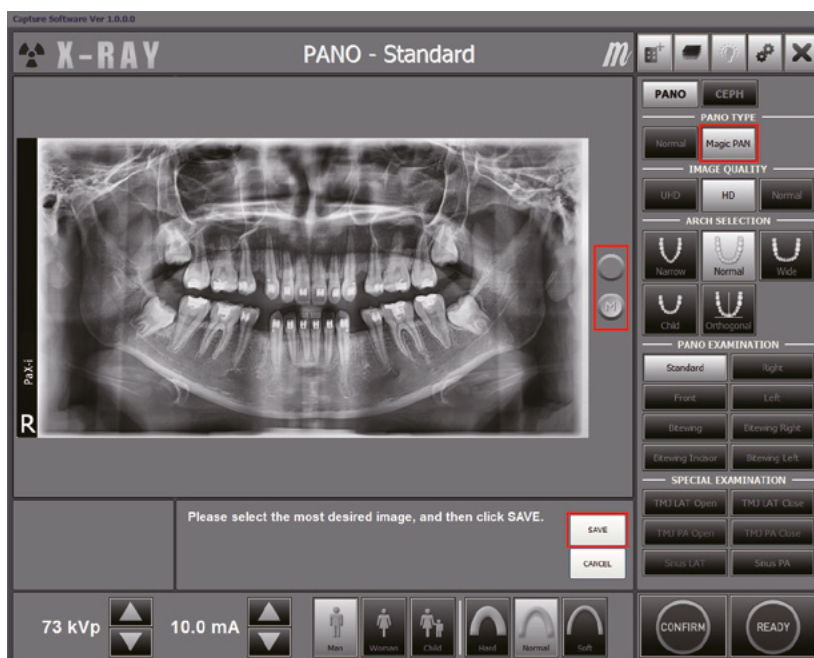 Capture Software Ver 1.0.0.0
X-RAY
PANO - Standard
m
PANO CEPH
PANO TYPE
Normal Magic PAN
IMAGE QUALITY
UHD HD Normal
ARCH SELECTION
Narrow Normal Wide
Child Orthogonal
PANO EXAMINATION
Standard Right
Front Left
Bitewing Bitewing Right
Bitewing Incisor Bitewing Left
SPECIAL EXAMINATION
TMJ LAT Open TMJ LAT Close
TMJ PA Open TMJ PA Close
Sinus LAT Sinus PA
PaX-i
R
M
Please select the most desired image, and then click SAVE.
SAVE
CANCEL
73 kVp 10.0 mA
Man Woman Child Hard Normal Soft
CONFIRM READY